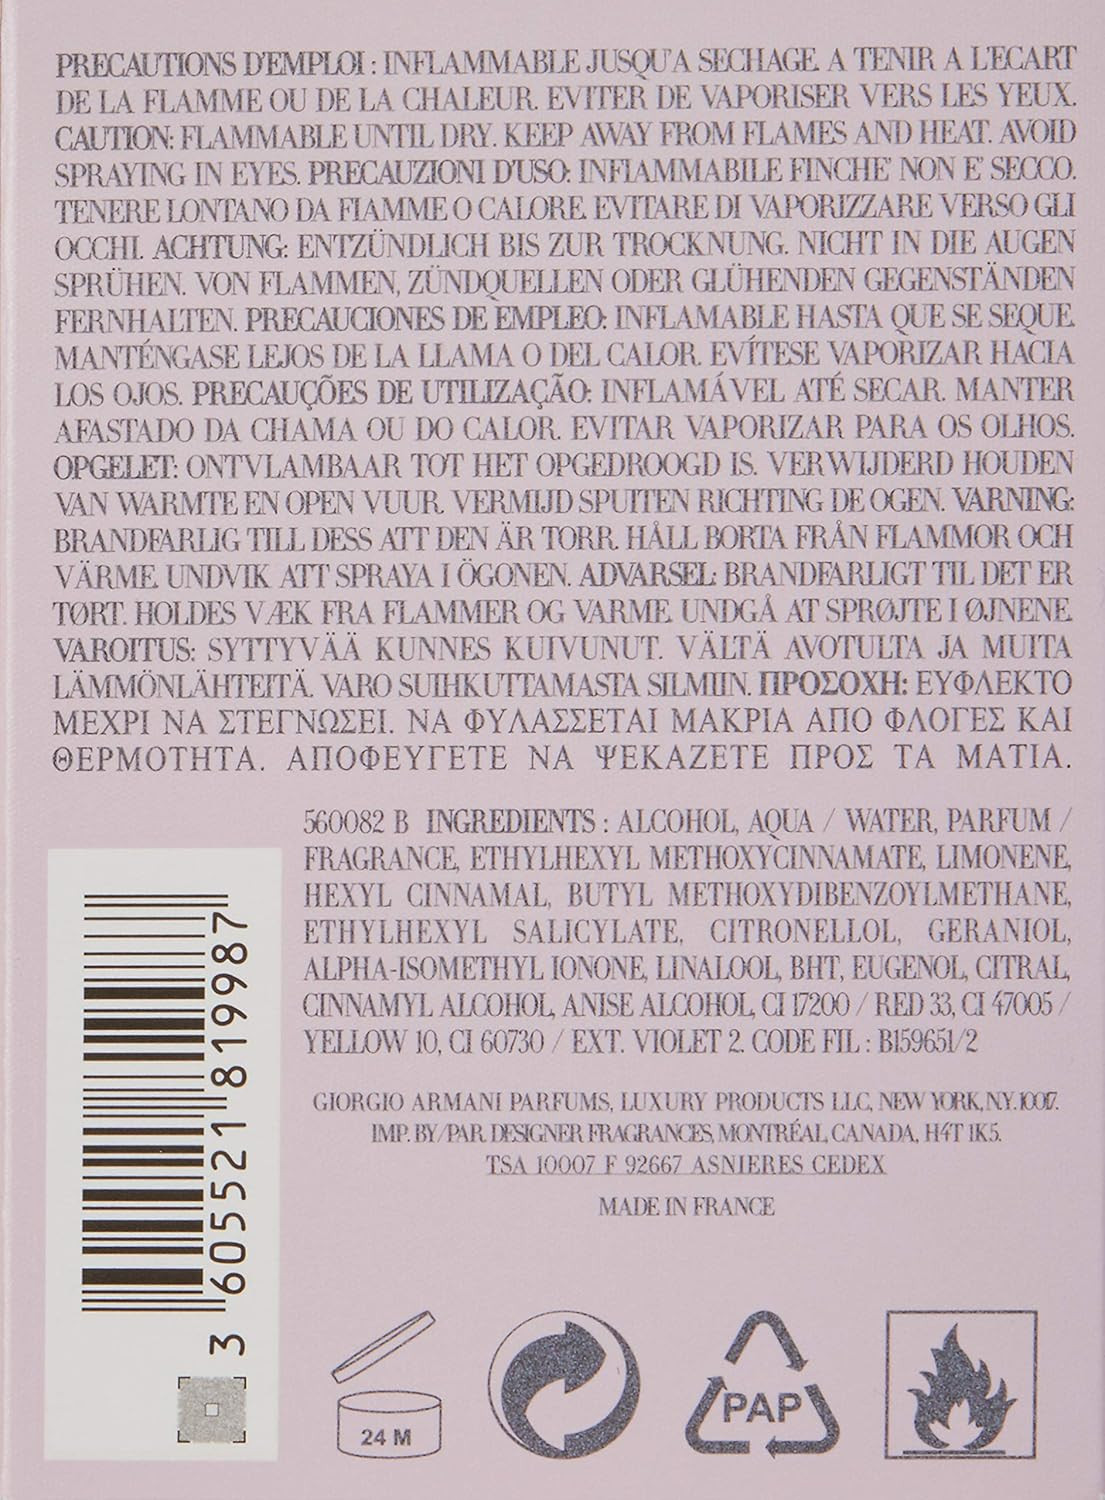 PRECAUTIONS D'EMPLOI : INFLAMMABLE JUSQU'A SECHAGE. A TENIR A L'ECART
DE LA FLAMME OU DE LA CHALEUR. EVITER DE VAPORISER VERS LES YEUX.
CAUTION: FLAMMABLE UNTIL DRY. KEEP AWAY FROM FLAMES AND HEAT. AVOID
SPRAYING IN EYES. PRECAUZIONI D'USO: INFIAMMABILE FINCHE' NON E' SECCO.
TENERE LONTANO DA FIAMME O CALORE. EVITARE DI VAPORIZZARE VERSO GLI
OCCHI. ACHTUNG: ENTZÜNDLICH BIS ZUR TROCKNUNG. NICHT IN DIE AUGEN
SPRÜHEN. VON FLAMMEN, ZÜNDQUELLEN ODER GLÜHENDEN GEGENSTÄNDEN
FERNHALTEN. PRECAUCIONES DE EMPLEO: INFLAMABLE HASTA QUE SE SEQUE.
MANTÉNGASE LEJOS DE LA LLAMA O DEL CALOR. EVÍTESE VAPORIZAR HACIA
LOS OJOS. PRECAUÇÕES DE UTILIZAÇÃO: INFLAMÁVEL ATÉ SECAR. MANTER
AFASTADO DA CHAMA OU DO CALOR. EVITAR VAPORIZAR PARA OS OLHOS.
OPGELET: ONTVLAMBAAR TOT HET OPGEDROOGD IS. VERWIJDERD HOUDEN
VAN WARMTE EN OPEN VUUR. VERMIJD SPUITEN RICHTING DE OGEN. VARNING:
BRANDFARLIG TILL DESS ATT DEN ÄR TORR. HÅLL BORTA FRÅN FLAMMOR OCH
VÄRME. UNDVIK ATT SPRAYA I ÖGONEN. ADVARSEL: BRANDFARLIGT TIL DET ER
TØRT. HOLDES VÆK FRA FLAMMER OG VARME. UNDGÅ AT SPRØJTE I ØJNENE.
VAROITUS: SYTTYVÄÄ KUNNES KUIVUNUT. VÄLTÄ AVOTULTA JA MUITA
LÄMMÖNLÄHTEITÄ. VARO SUIHKUTTAMASTA SILMIIN. ΠΡΟΣΟΧΗ: ΕΥΦΛΕΚΤΟ
ΜΕΧΡΙ ΝΑ ΣΤΕΓΝΩΣΕΙ. ΝΑ ΦΥΛΑΣΣΕΤΑΙ ΜΑΚΡΙΑ ΑΠΟ ΦΛΟΓΕΣ ΚΑΙ
ΘΕΡΜΟΤΗΤΑ. ΑΠΟΦΕΥΓΕΤΕ ΝΑ ΨΕΚΑΖΕΤΕ ΠΡΟΣ ΤΑ ΜΑΤΙΑ.
560082 B INGREDIENTS : ALCOHOL, AQUA / WATER, PARFUM /
FRAGRANCE, ETHYLHEXYL METHOXYCINNAMATE, LIMONENE,
HEXYL CINNAMAL, BUTYL METHOXYDIBENZOYLMETHANE,
ETHYLHEXYL SALICYLATE, CITRONELLOL, GERANIOL,
ALPHA-ISOMETHYL IONONE, LINALOOL, BHT, EUGENOL, CITRAL,
CINNAMYL ALCOHOL, ANISE ALCOHOL, CI 17200 / RED 33, CI 47005 /
YELLOW 10, CI 60730 / EXT. VIOLET 2. CODE FIL : B159651/2
GIORGIO ARMANI PARFUMS, LUXURY PRODUCTS LLC, NEW YORK, N.Y. 10017.
IMP. BY/PAR DESIGNER FRAGRANCES, MONTRÉAL, CANADA, H4T 1K5.
TSA 10007 F 92667 ASNIERES CEDEX
MADE IN FRANCE
3 605521 819987
24 M
PAP